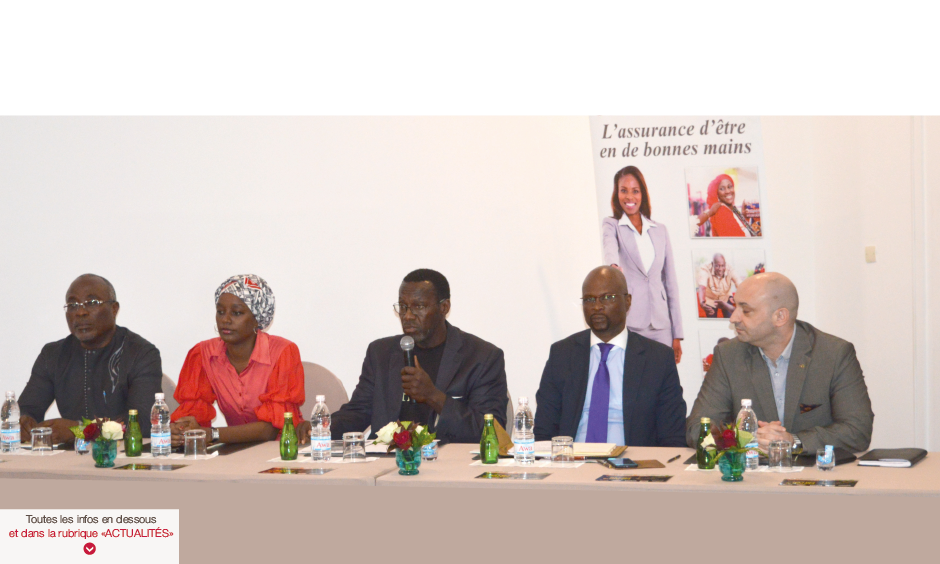 L'assurance d'être
en de bonnes mains
Toutes les infos en dessous
et dans la rubrique «ACTUALITÉS»